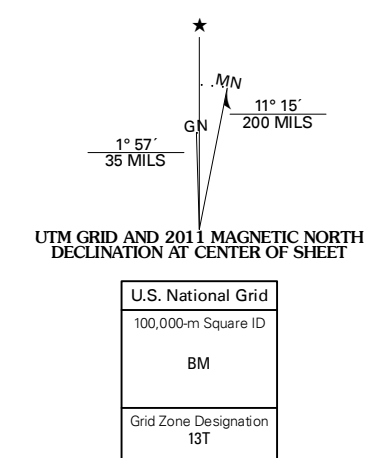 ★
MN
GN
11° 15´
200 MILS
1° 57´
35 MILS
UTM GRID AND 2011 MAGNETIC NORTH
DECLINATION AT CENTER OF SHEET
U.S. National Grid
100,000-m Square ID
BM
Grid Zone Designation
13T